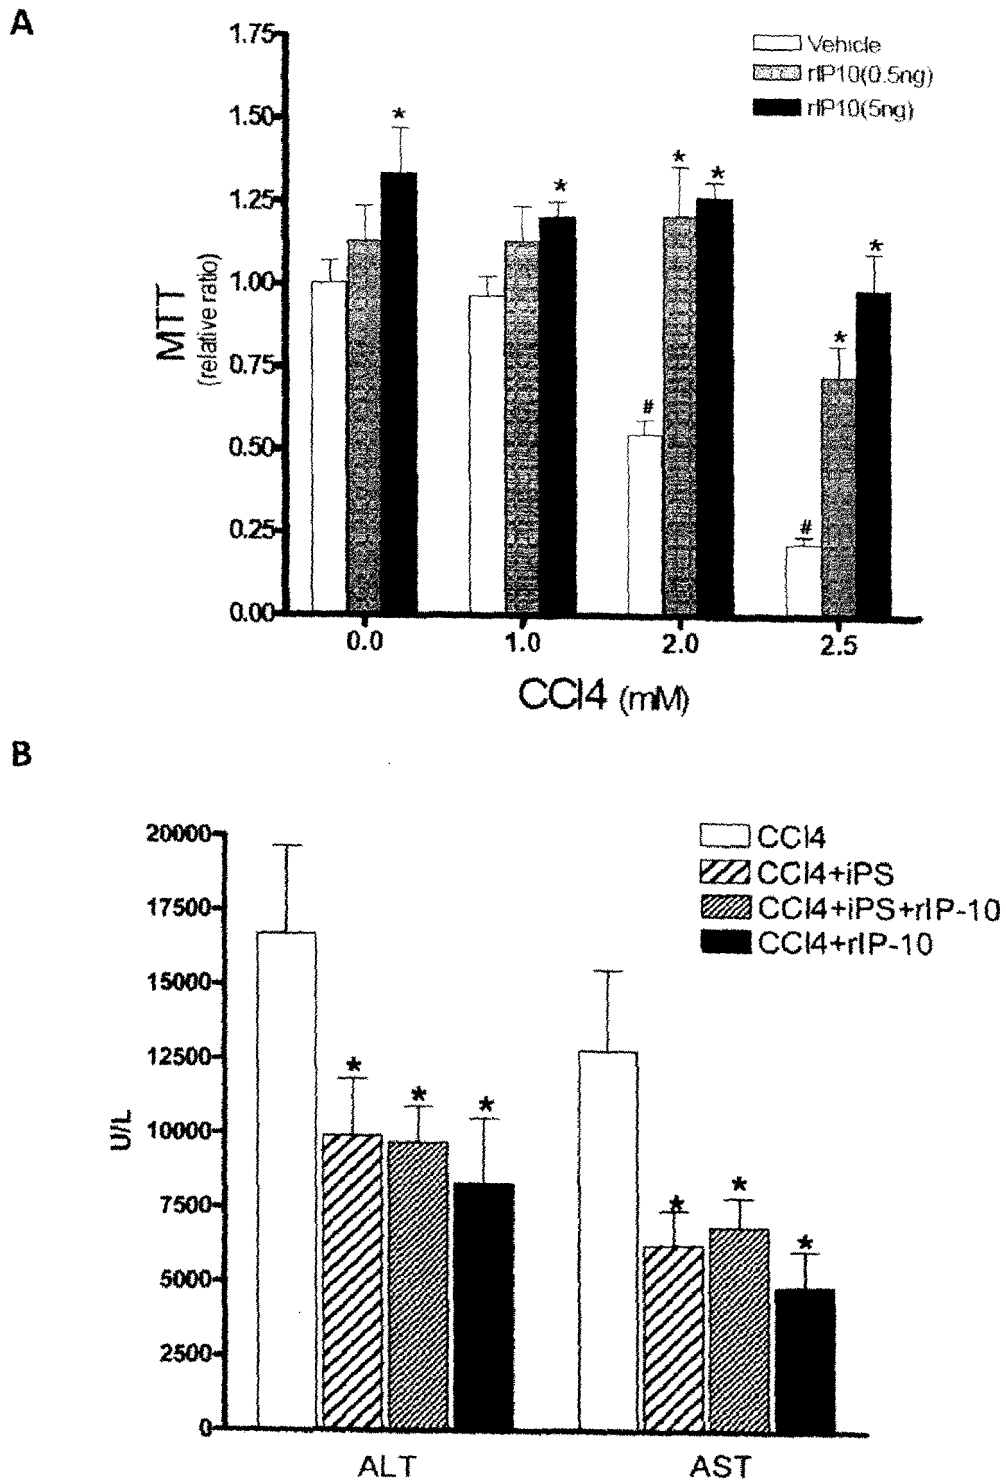 A
1.75
1.50
1.25
1.00
0.75
0.50
0.25
0.00
MTT
(relative ratio)
Vehicle
rIP10(0.5ng)
rIP10(5ng)
*
*
*
*
*
*
#
#
0.0
1.0
2.0
2.5
CCl4 (mM)
B
20000
17500
15000
12500
10000
7500
5000
2500
0
U/L
CCl4
CCl4+iPS
CCl4+iPS+rIP-10
CCl4+rIP-10
*
*
*
*
*
*
ALT
AST